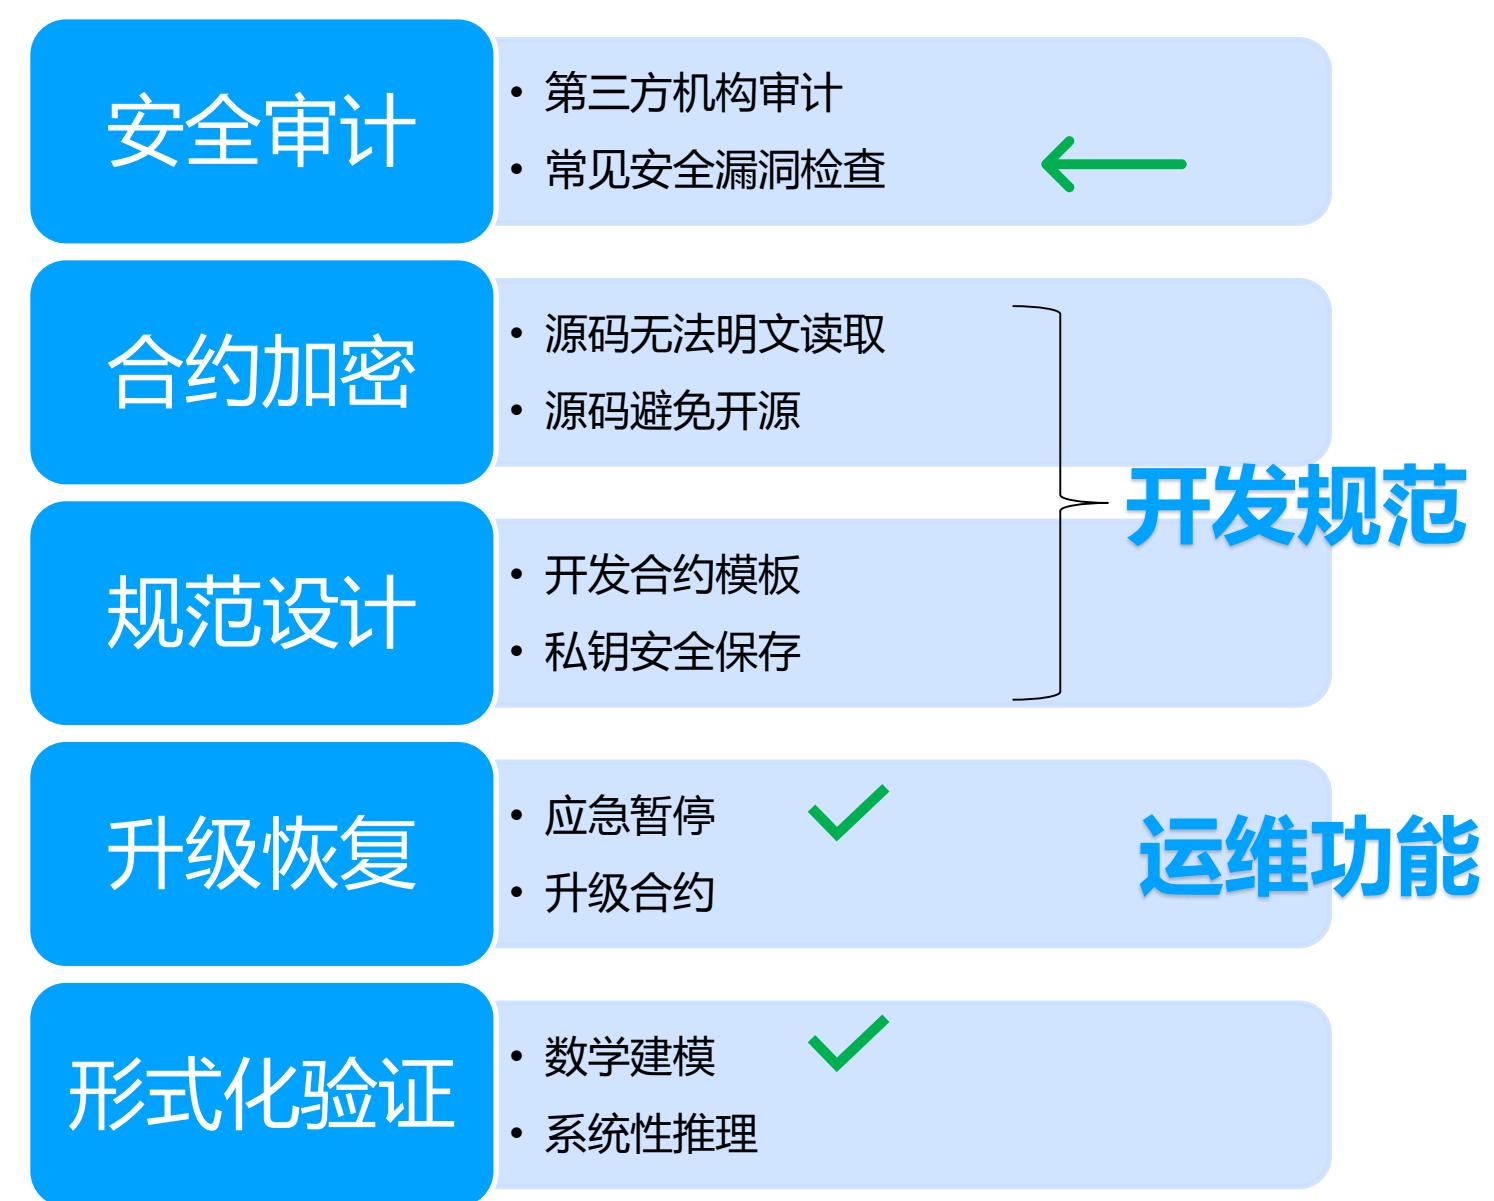 安全审计
• 第三方机构审计
• 常见安全漏洞检查
合约加密
• 源码无法明文读取
• 源码避免开源
开发规范
规范设计
• 开发合约模板
• 私钥安全保存
升级恢复
• 应急暂停
• 升级合约
运维功能
形式化验证
• 数学建模
• 系统性推理